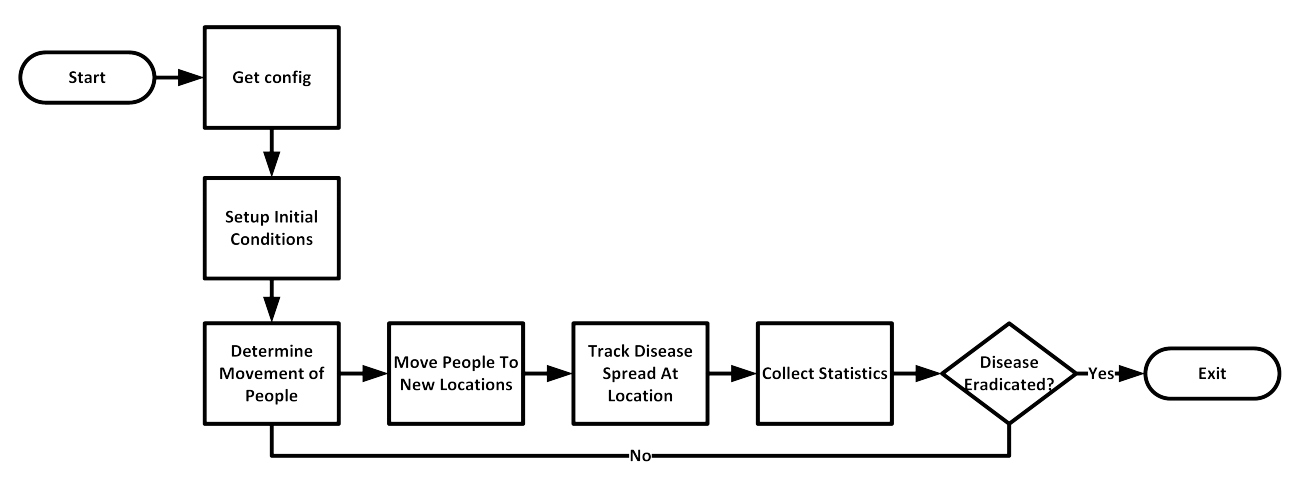 Start
Get config
Setup Initial
Conditions
Determine
Movement of
People
Move People To
New Locations
Track Disease
Spread At
Location
Collect Statistics
Disease
Eradicated?
Yes
Exit
No